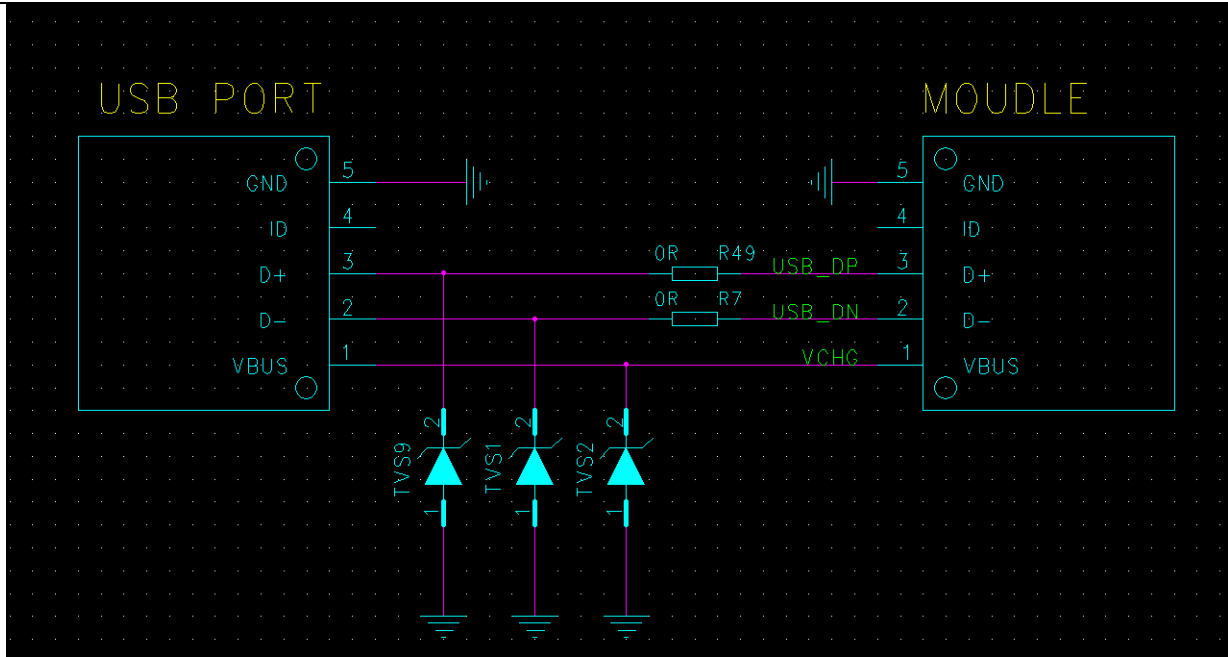 USB PORT
MOUDLE
GND 5
5 GND
ID 4
4 ID
D+ 3
0R R49 USB_DP
3 D+
D- 2
0R R7 USB_DN
2 D-
VBUS 1
VCHG
1 VBUS
2 2 2
TVS9 TVS1 TVS2
1 1 1